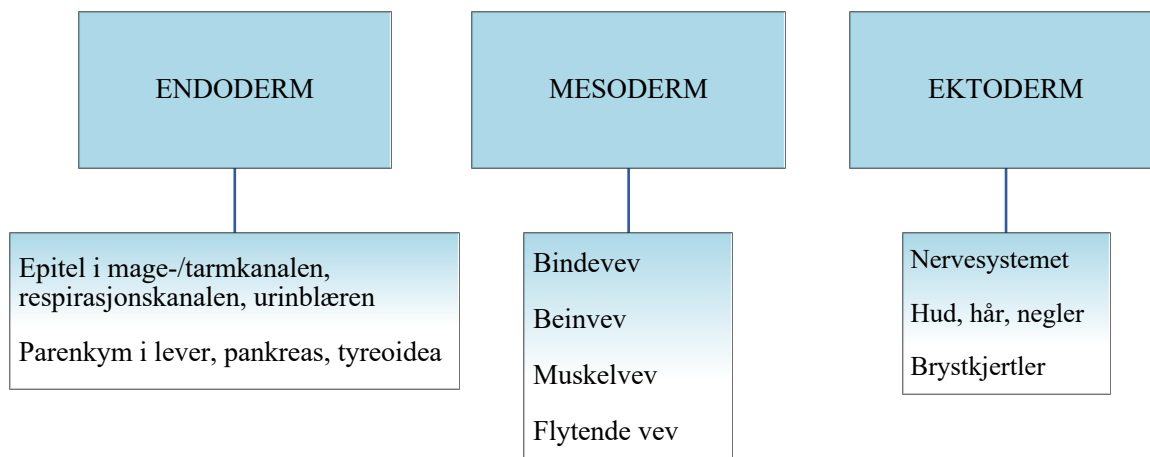 ENDODERM
Epitel i mage-/tarmkanalen,
respirasjonskanalen, urinblæren
Parenkym i lever, pankreas, tyreoidea
MESODERM
Bindevev
Beinvev
Muskelvev
Flytende vev
EKTODERM
Nervesystemet
Hud, hår, negler
Brystkjertler